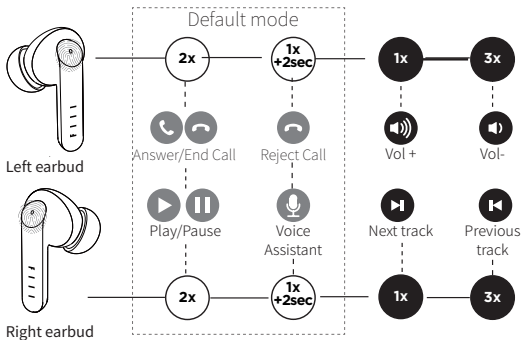 Default mode
2x
1x
+2sec
1x
3x
Answer/End Call
Reject Call
Vol +
Vol-
Left earbud
Play/Pause
Voice
Assistant
Next track
Previous
track
2x
1x
+2sec
1x
3x
Right earbud